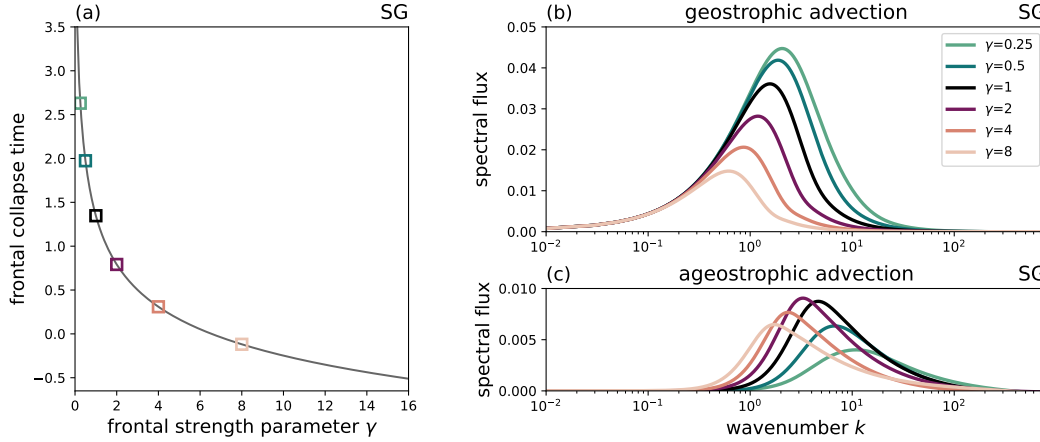 (a) SG
3.5
3.0
2.5
2.0
1.5
1.0
0.5
0.0
−0.5
frontal collapse time
0 2 4 6 8 10 12 14 16
frontal strength parameter γ
(b) geostrophic advection SG
0.05
0.04
0.03
0.02
0.01
0.00
spectral flux
γ=0.25
γ=0.5
γ=1
γ=2
γ=4
γ=8
10⁻² 10⁻¹ 10⁰ 10¹ 10²
(c) ageostrophic advection SG
0.010
0.005
0.000
spectral flux
10⁻² 10⁻¹ 10⁰ 10¹ 10²
wavenumber k